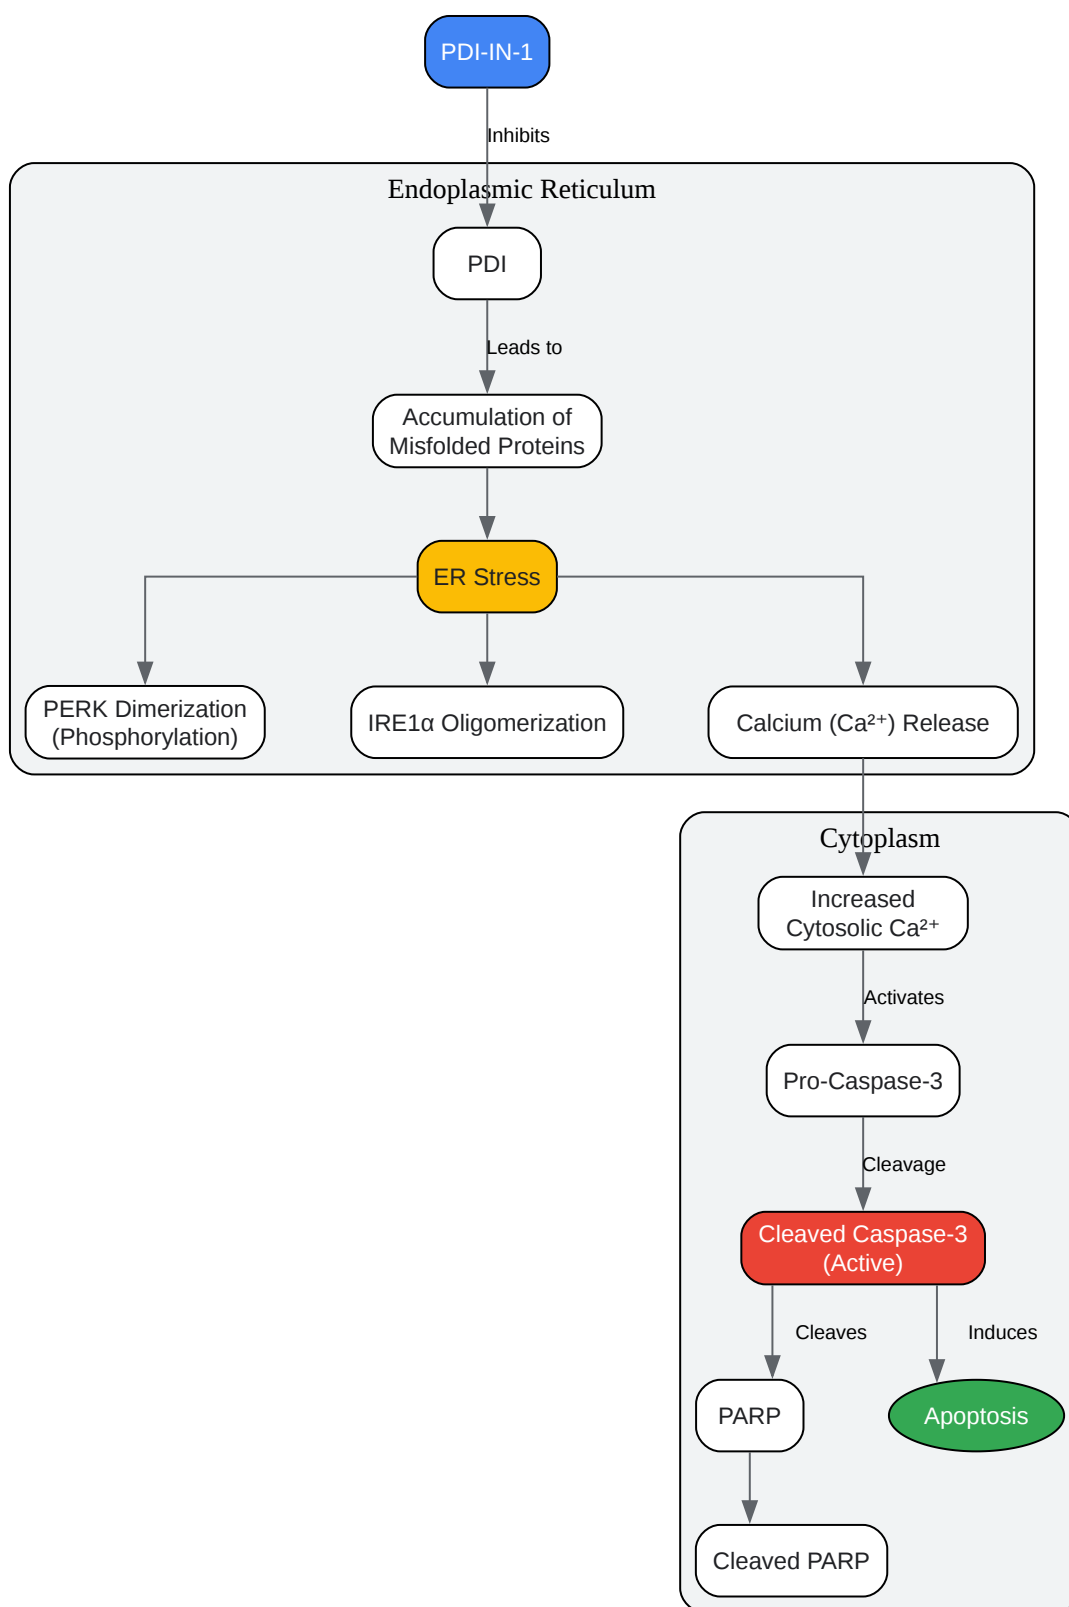 PDI-IN-1
Inhibits
Endoplasmic Reticulum
PDI
Leads to
Accumulation of
Misfolded Proteins
ER Stress
PERK Dimerization
(Phosphorylation)
IRE1α Oligomerization
Calcium (Ca²⁺) Release
Cytoplasm
Increased
Cytosolic Ca²⁺
Activates
Pro-Caspase-3
Cleavage
Cleaved Caspase-3
(Active)
Cleaves
Induces
PARP
Apoptosis
Cleaved PARP